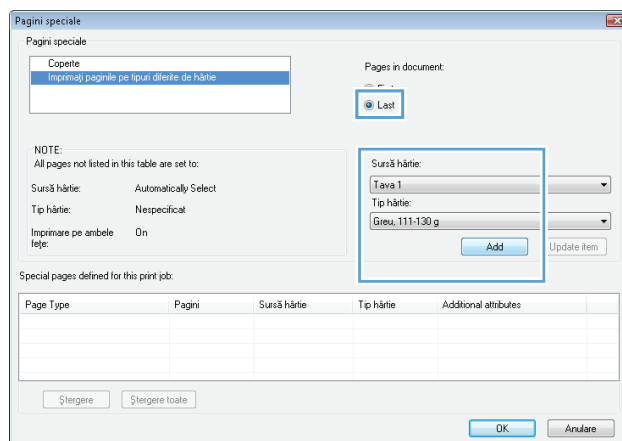 Pagini speciale
Pagini speciale
Coperte
Imprimați paginile pe tipuri diferite de hârtie
Pages in document:
Last
NOTE:
All pages not listed in this table are set to:
Sursă hârtie: Automatically Select
Tip hârtie: Nespecificat
Imprimare pe ambele fețe: On
Sursă hârtie:
Tava 1
Tip hârtie:
Greu, 111-130 g
Add Update item
Special pages defined for this print job:
Page Type Pagini Sursă hârtie Tip hârtie Additional attributes
Ştergere Ştergere toate
OK Anulare